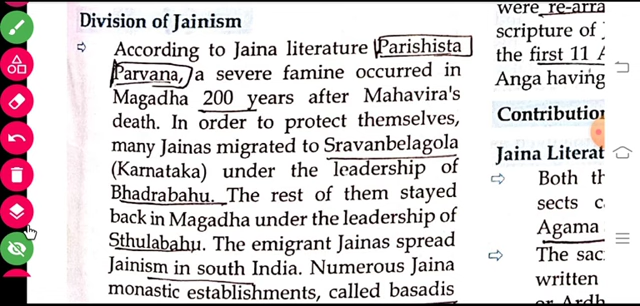 Division of Jainism
⇨ According to Jaina literature Parishista
Parvana, a severe famine occurred in
Magadha 200 years after Mahavira's
death. In order to protect themselves,
many Jainas migrated to Sravanbelagola
(Karnataka) under the leadership of
Bhadrabahu. The rest of them stayed
back in Magadha under the leadership of
Sthulabahu. The emigrant Jainas spread
Jainism in south India. Numerous Jaina
monastic establishments, called basadis
were re-arra
scripture of
the first 11 A
Anga having
Contribution
Jaina Literat
⇨ Both th
sects c
Agama
⇨ The sac
written
or Ardh